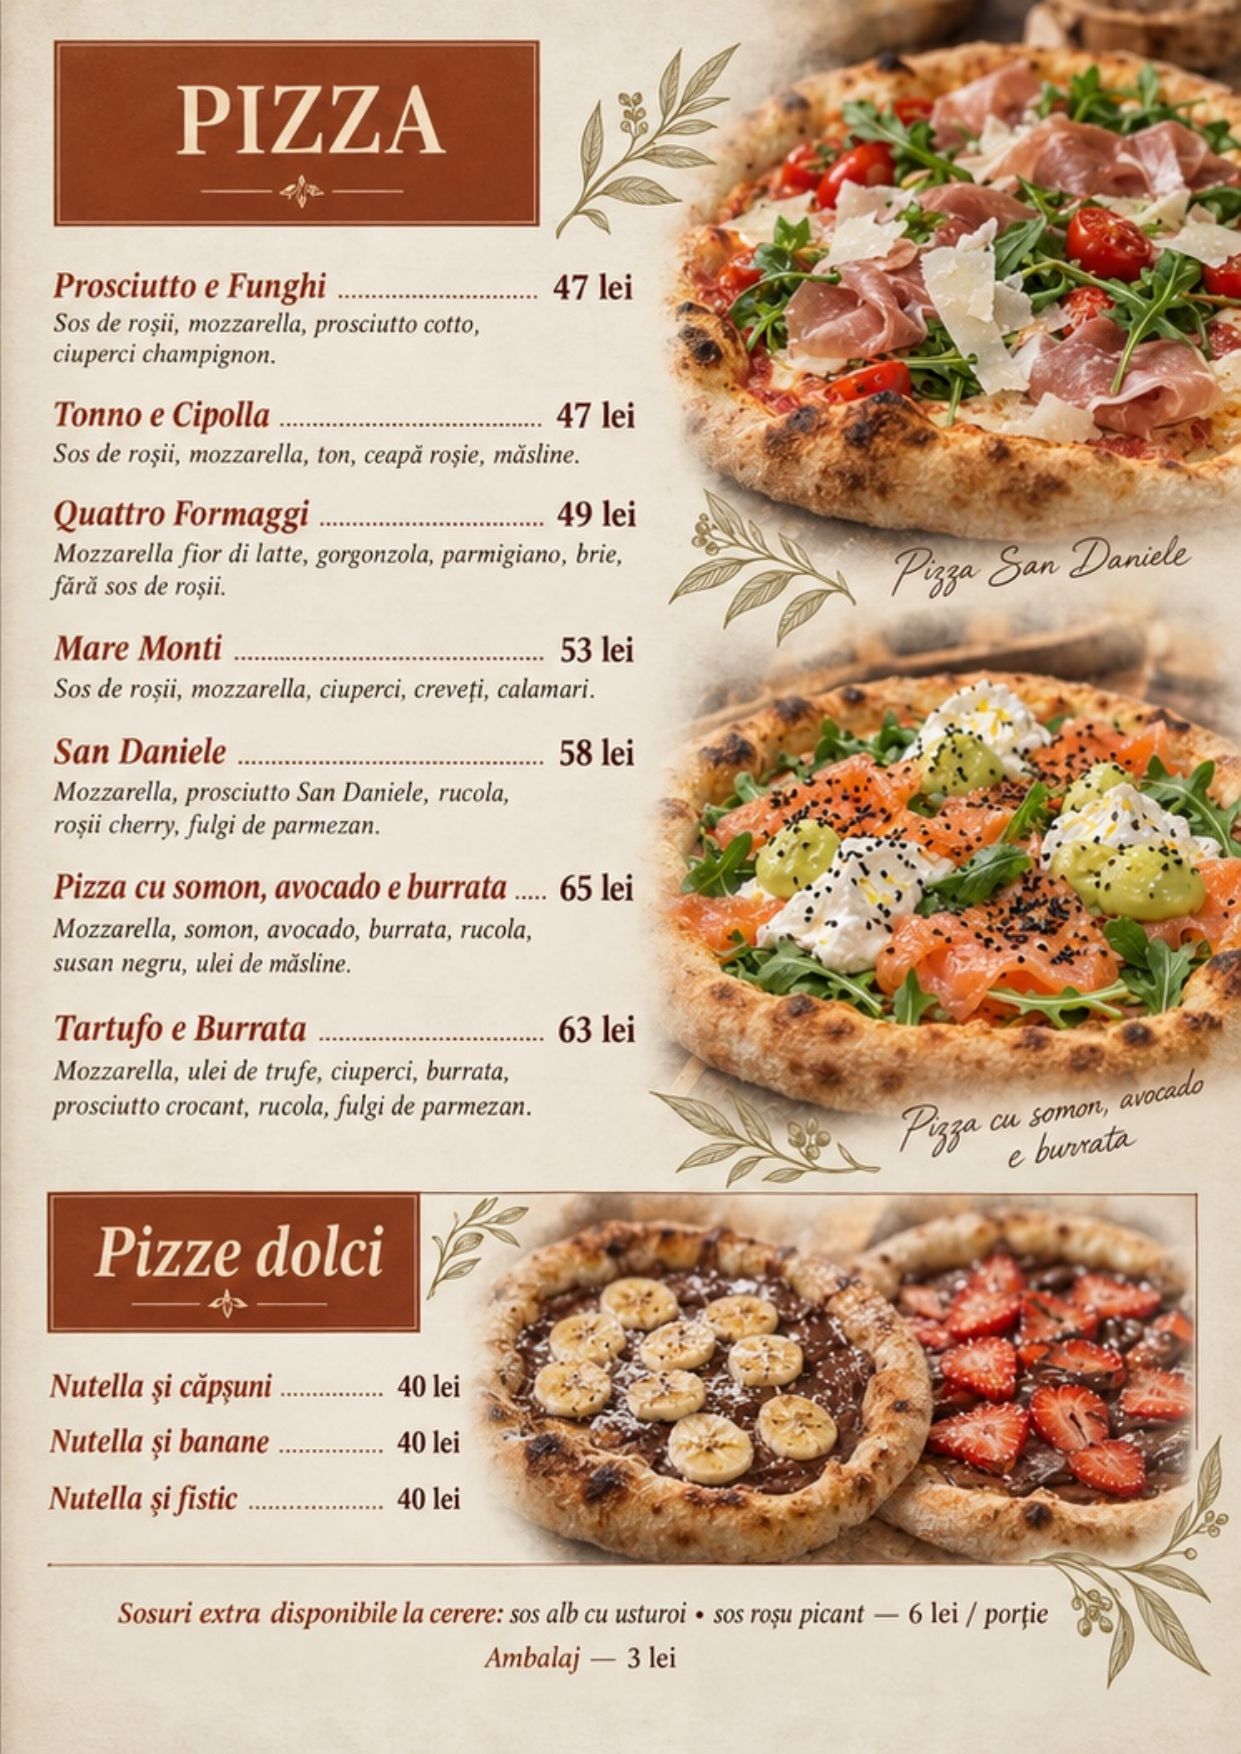 PIZZA
Prosciutto e Funghi ........ 47 lei
Sos de roșii, mozzarella, prosciutto cotto,
ciuperci champignon.
Tonno e Cipolla ........ 47 lei
Sos de roșii, mozzarella, ton, ceapă roșie, măsline.
Quattro Formaggi ........ 49 lei
Mozzarella fior di latte, gorgonzola, parmigiano, brie,
fără sos de roșii.
Mare Monti ........ 53 lei
Sos de roșii, mozzarella, ciuperci, creveți, calamari.
San Daniele ........ 58 lei
Mozzarella, prosciutto San Daniele, rucola,
roșii cherry, fulgi de parmezan.
Pizza cu somon, avocado e burrata ..... 65 lei
Mozzarella, somon, avocado, burrata, rucola,
susan negru, ulei de măsline.
Tartufo e Burrata ........ 63 lei
Mozzarella, ulei de trufe, ciuperci, burrata,
prosciutto crocant, rucola, fulgi de parmezan.
Pizza San Daniele
Pizza cu somon, avocado
e burrata
Pizze dolci
Nutella și căpșuni ........ 40 lei
Nutella și banane ........ 40 lei
Nutella și fistic ........ 40 lei
Sosuri extra disponibile la cerere: sos alb cu usturoi • sos roșu picant — 6 lei / porție
Ambalaj — 3 lei